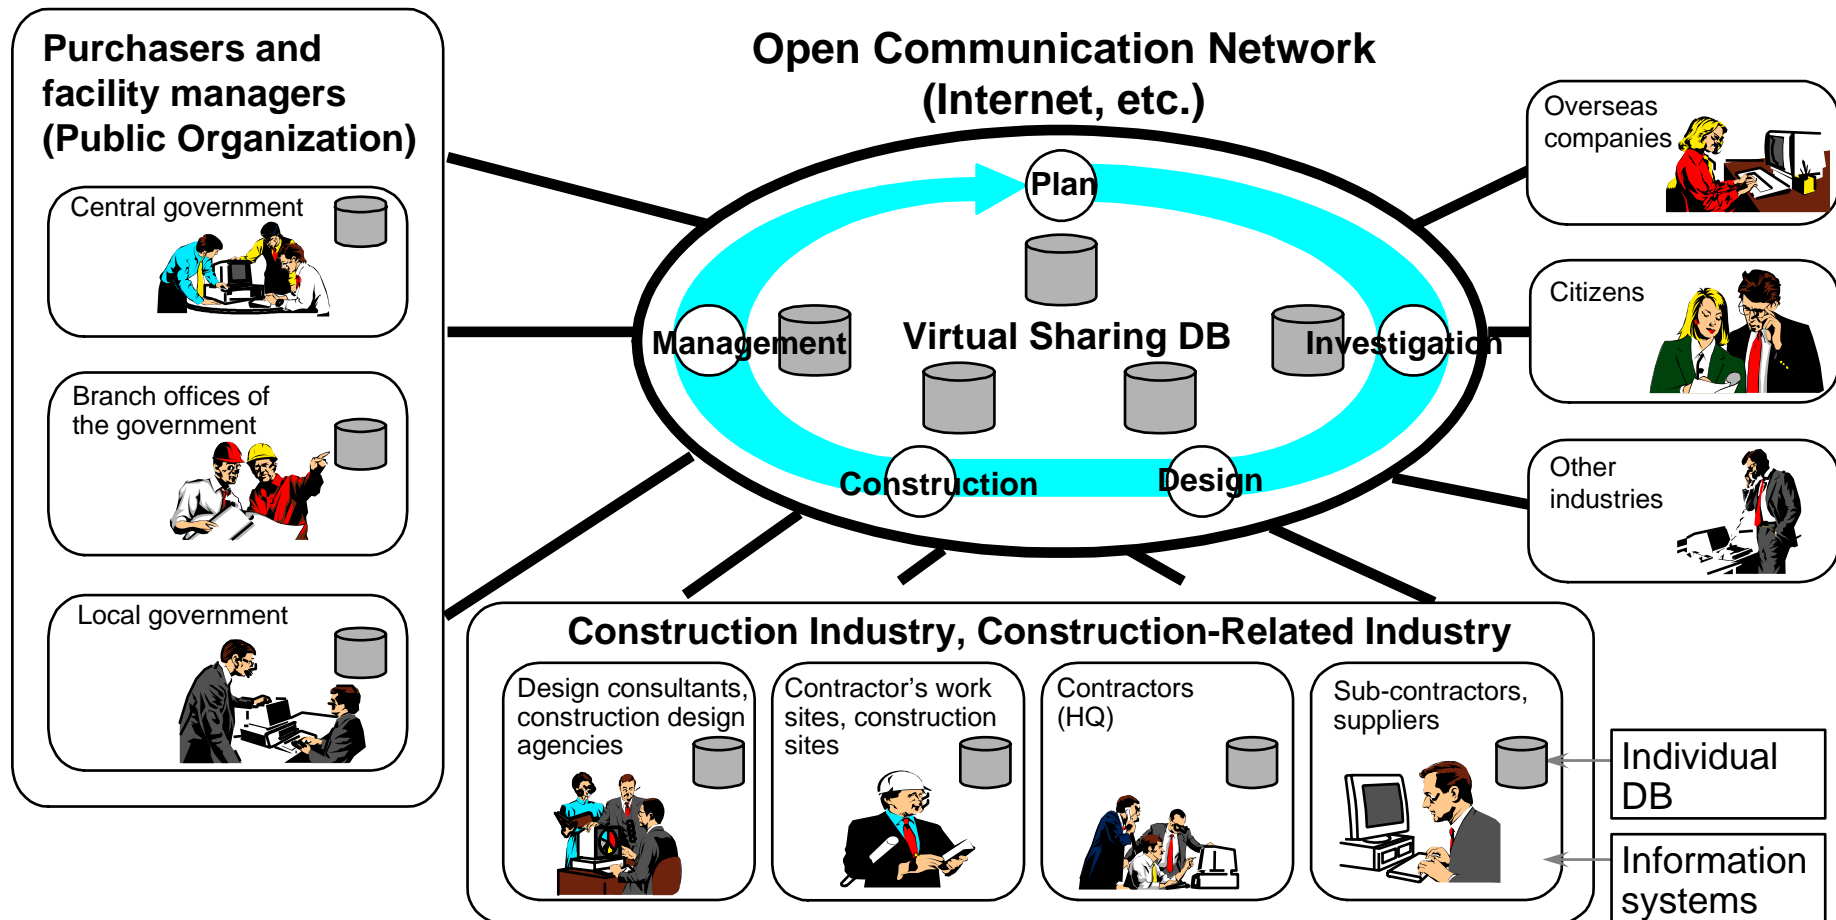 Purchasers and
facility managers
(Public Organization)
Central government
Branch offices of
the government
Local government
Open Communication Network
(Internet, etc.)
Plan
Management
Virtual Sharing DB
Investigation
Construction
Design
Overseas
companies
Citizens
Other
industries
Construction Industry, Construction-Related Industry
Design consultants,
construction design
agencies
Contractor’s work
sites, construction
sites
Contractors
(HQ)
Sub-contractors,
suppliers
Individual
DB
Information
systems